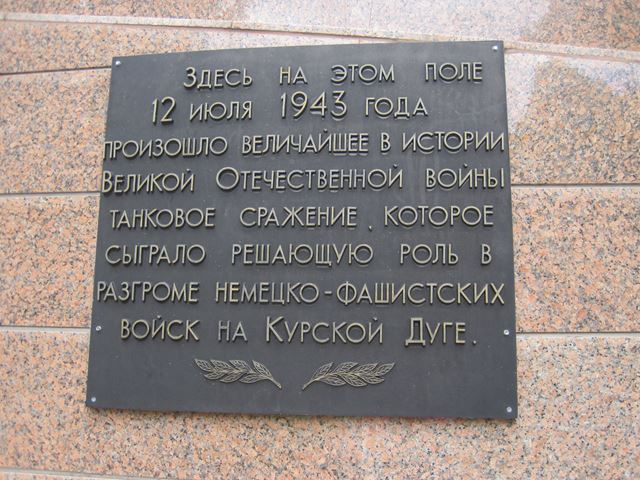 Здесь на этом поле
12 июля 1943 года
произошло величайшее в истории
Великой Отечественной войны
танковое сражение, которое
сыграло решающую роль в
разгроме немецко-фашистских
войск на Курской Дуге.